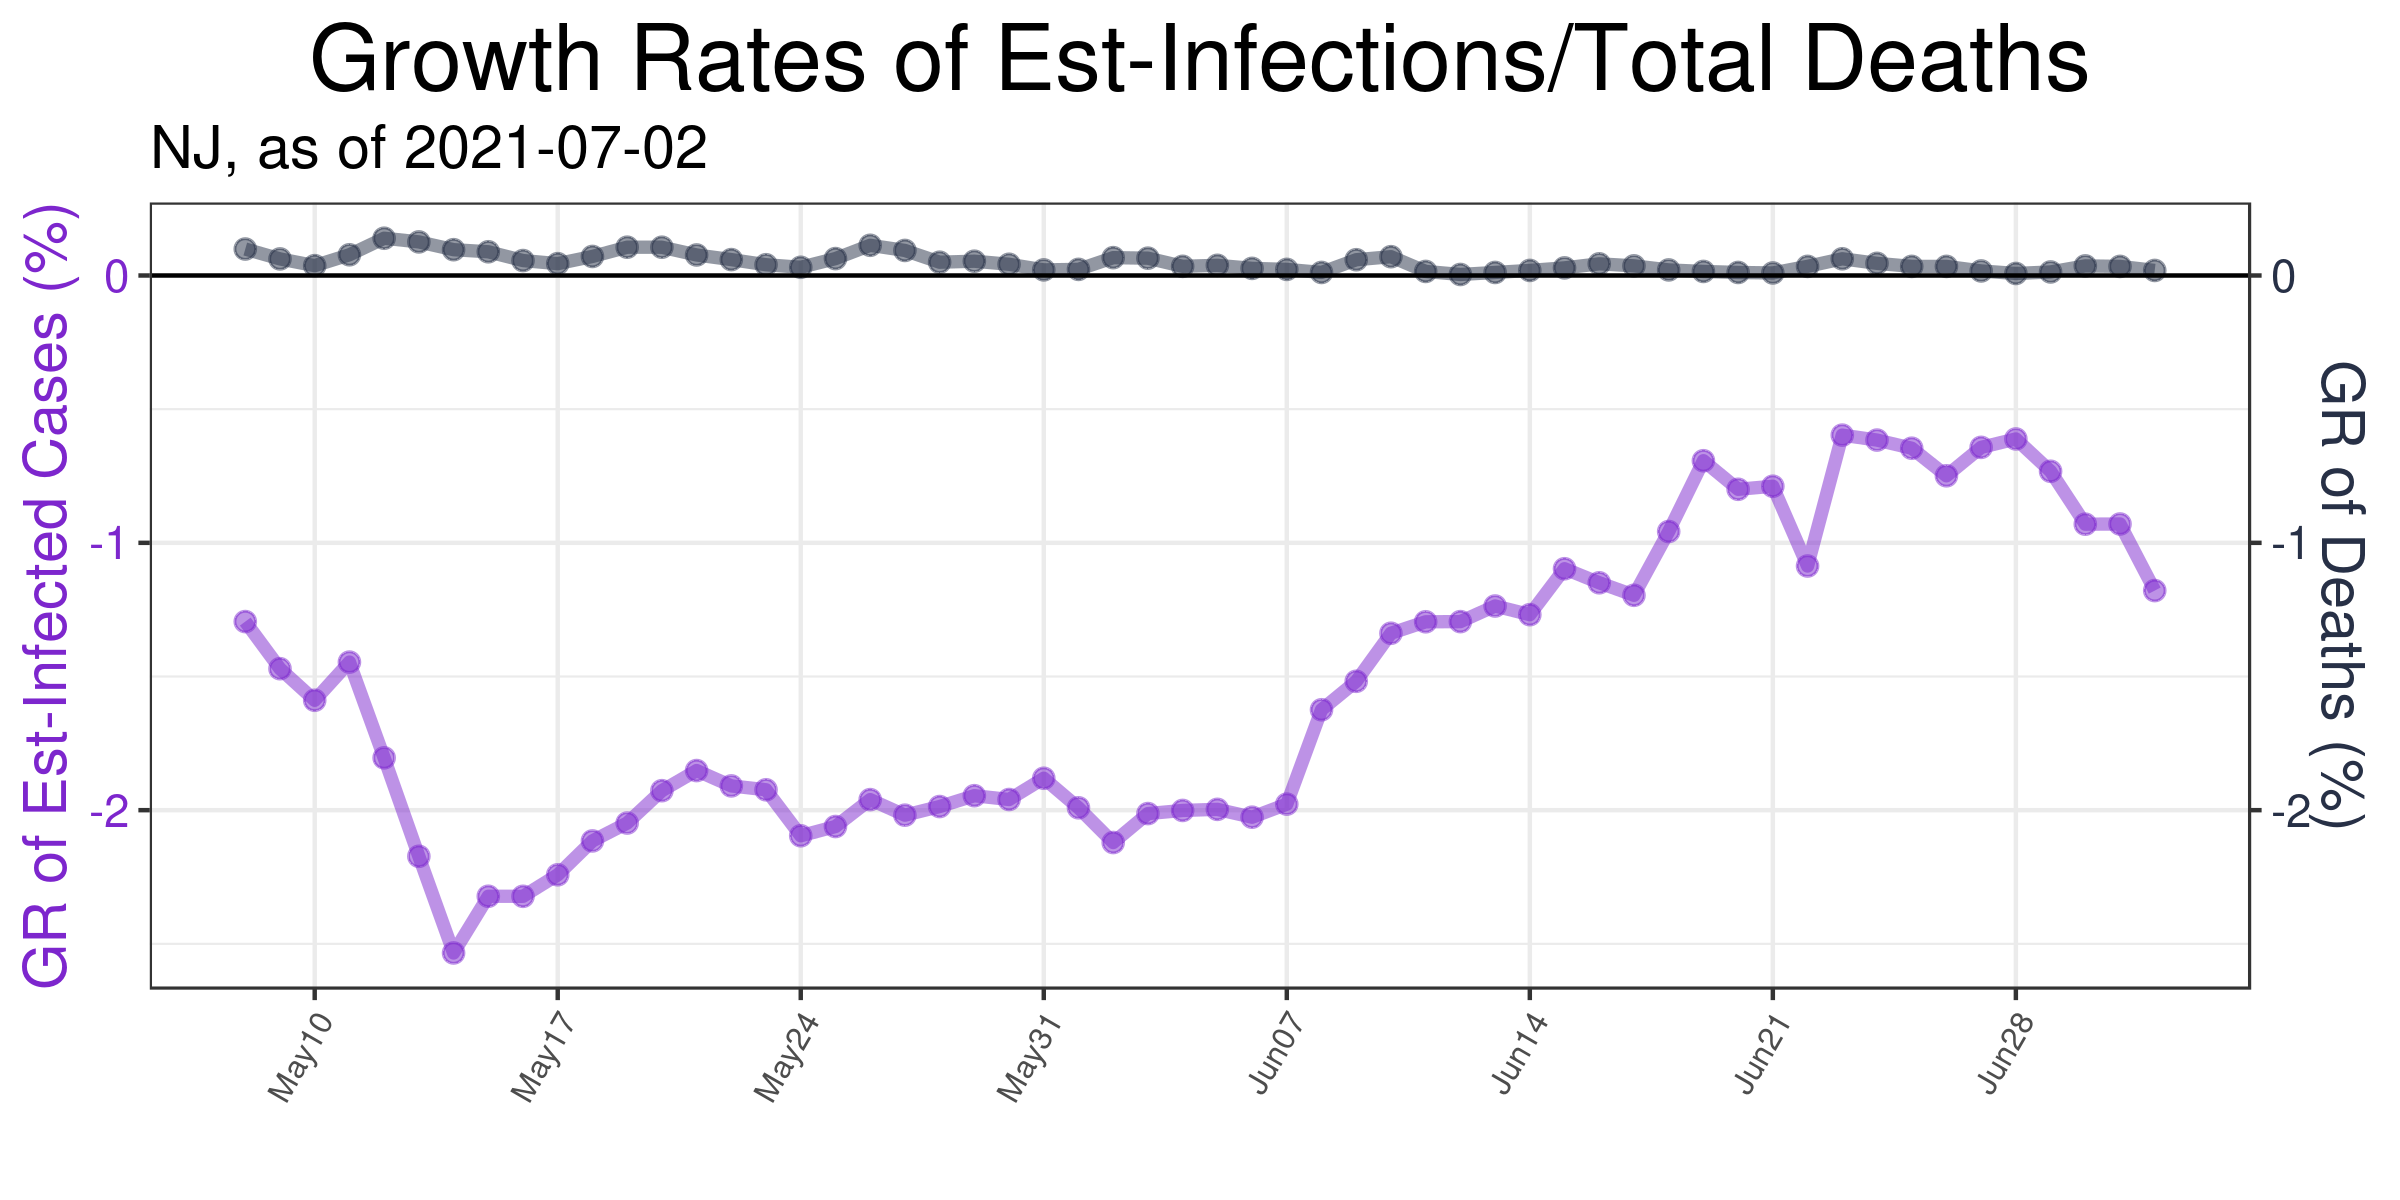 Growth Rates of Est-Infections/Total Deaths
NJ, as of 2021-07-02
GR of Est-Infected Cases (%)
0
-1
-2
0
-1
-2
GR of Deaths (%)
May10
May17
May24
May31
Jun07
Jun14
Jun21
Jun28